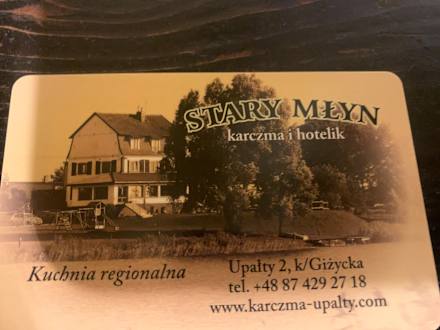 STARY MŁYN
karczma i hotelik
Kuchnia regionalna
Upałty 2, k/Giżycka
tel. +48 87 429 27 18
www.karczma-upalty.com